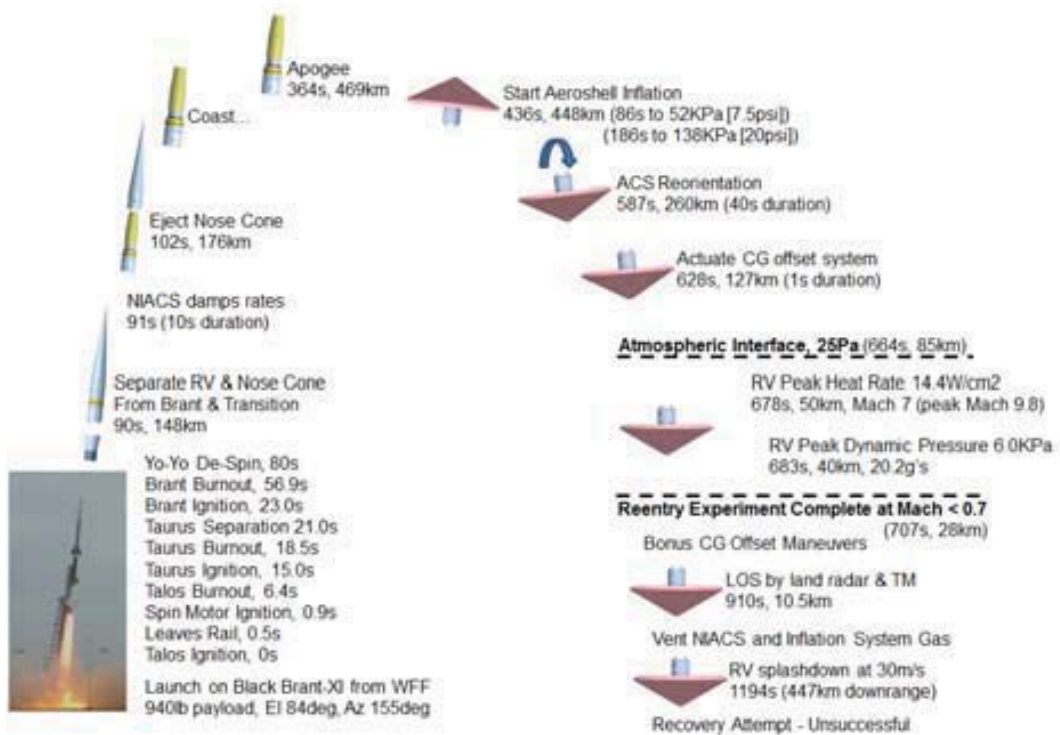 Apogee
364s, 469km
Coast...
Eject Nose Cone
102s, 176km
NIACS damps rates
91s (10s duration)
Separate RV & Nose Cone
From Brant & Transition
90s, 148km
Yo-Yo De-Spin, 80s
Brant Burnout, 56.9s
Brant Ignition, 23.0s
Taurus Separation 21.0s
Taurus Burnout, 18.5s
Taurus Ignition, 15.0s
Talos Burnout, 6.4s
Spin Motor Ignition, 0.9s
Leaves Rail, 0.5s
Talos Ignition, 0s
Launch on Black Brant-XI from WFF
940lb payload, El 84deg, Az 155deg
Start Aeroshell Inflation
436s, 448km (86s to 52KPa [7.5psi])
(186s to 138KPa [20psi])
ACS Reorientation
587s, 260km (40s duration)
Actuate CG offset system
628s, 127km (1s duration)
Atmospheric Interface, 25Pa (664s, 85km)
RV Peak Heat Rate 14.4W/cm2
678s, 50km, Mach 7 (peak Mach 9.8)
RV Peak Dynamic Pressure 6.0KPa
683s, 40km, 20.2g's
Reentry Experiment Complete at Mach < 0.7
(707s, 28km)
Bonus CG Offset Maneuvers
LOS by land radar & TM
910s, 10.5km
Vent NIACS and Inflation System Gas
RV splashdown at 30m/s
1194s (447km downrange)
Recovery Attempt - Unsuccessful